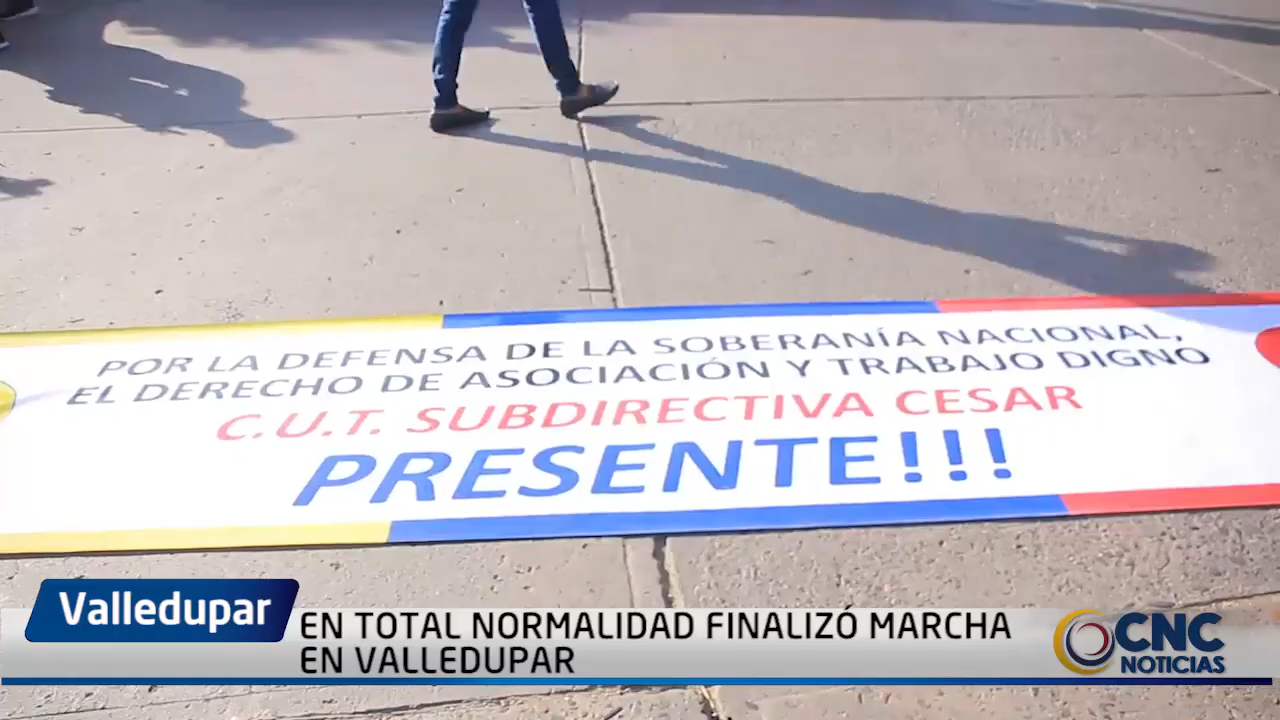 POR LA DEFENSA DE LA SOBERANÍA NACIONAL,
EL DERECHO DE ASOCIACIÓN Y TRABAJO DIGNO
C.U.T. SUBDIRECTIVA CESAR
PRESENTE!!!
Valledupar
EN TOTAL NORMALIDAD FINALIZÓ MARCHA
EN VALLEDUPAR
CNC
NOTICIAS